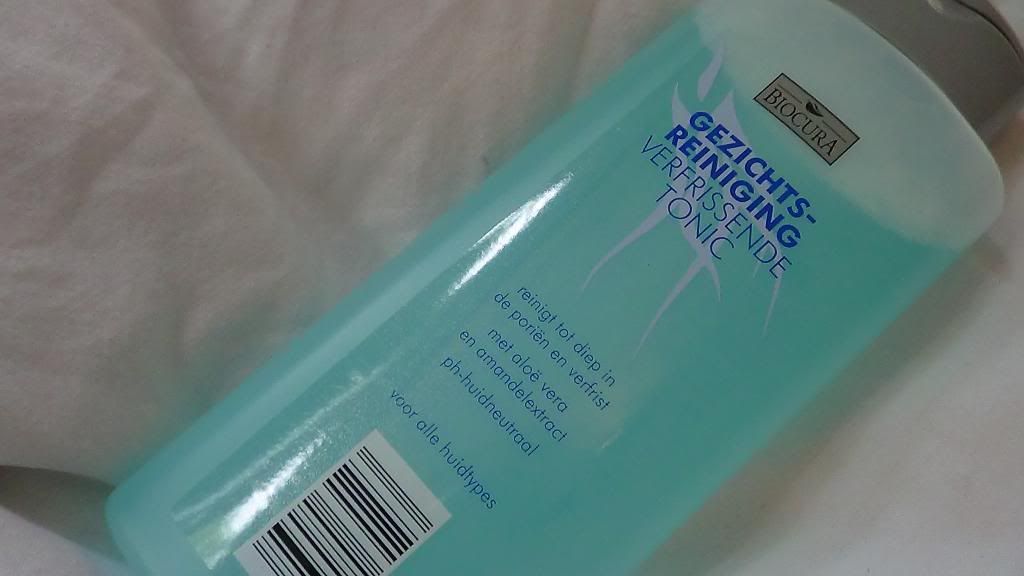 BIOCURA
GEZICHTS-
REINIGING
VERFRISSENDE
TONIC
reinigt tot diep in
de poriën en verfrist
met aloë vera
en amandelextract
ph-huidneutraal
voor alle huidtypes